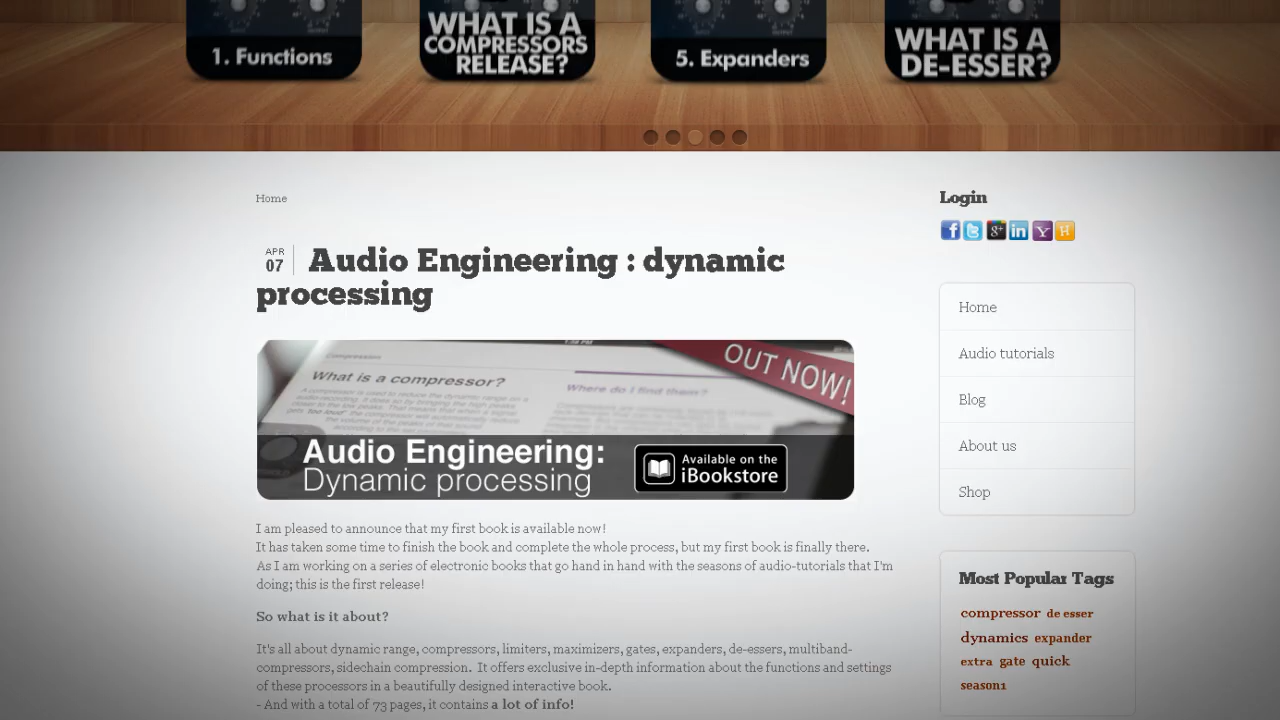 WHAT IS A
COMPRESSORS
RELEASE?
WHAT IS A
DE-ESSER?
1. Functions
5. Expanders
Home
Login
APR
07
Audio Engineering : dynamic
processing
Home
Audio tutorials
Blog
About us
Shop
Compression
What is a compressor?
Where do I find them?
OUT NOW!
Audio Engineering:
Dynamic processing
Available on the
iBookstore
I am pleased to announce that my first book is available now!
It has taken some time to finish the book and complete the whole process, but my first book is finally there.
As I am working on a series of electronic books that go hand in hand with the seasons of audio-tutorials that I'm
doing; this is the first release!
So what is it about?
It's all about dynamic range, compressors, limiters, maximizers, gates, expanders, de-essers, multiband-
compressors, sidechain compression. It offers exclusive in-depth information about the functions and settings
of these processors in a beautifully designed interactive book.
- And with a total of 73 pages, it contains a lot of info!
Most Popular Tags
compressor de esser
dynamics expander
extra gate quick
season1